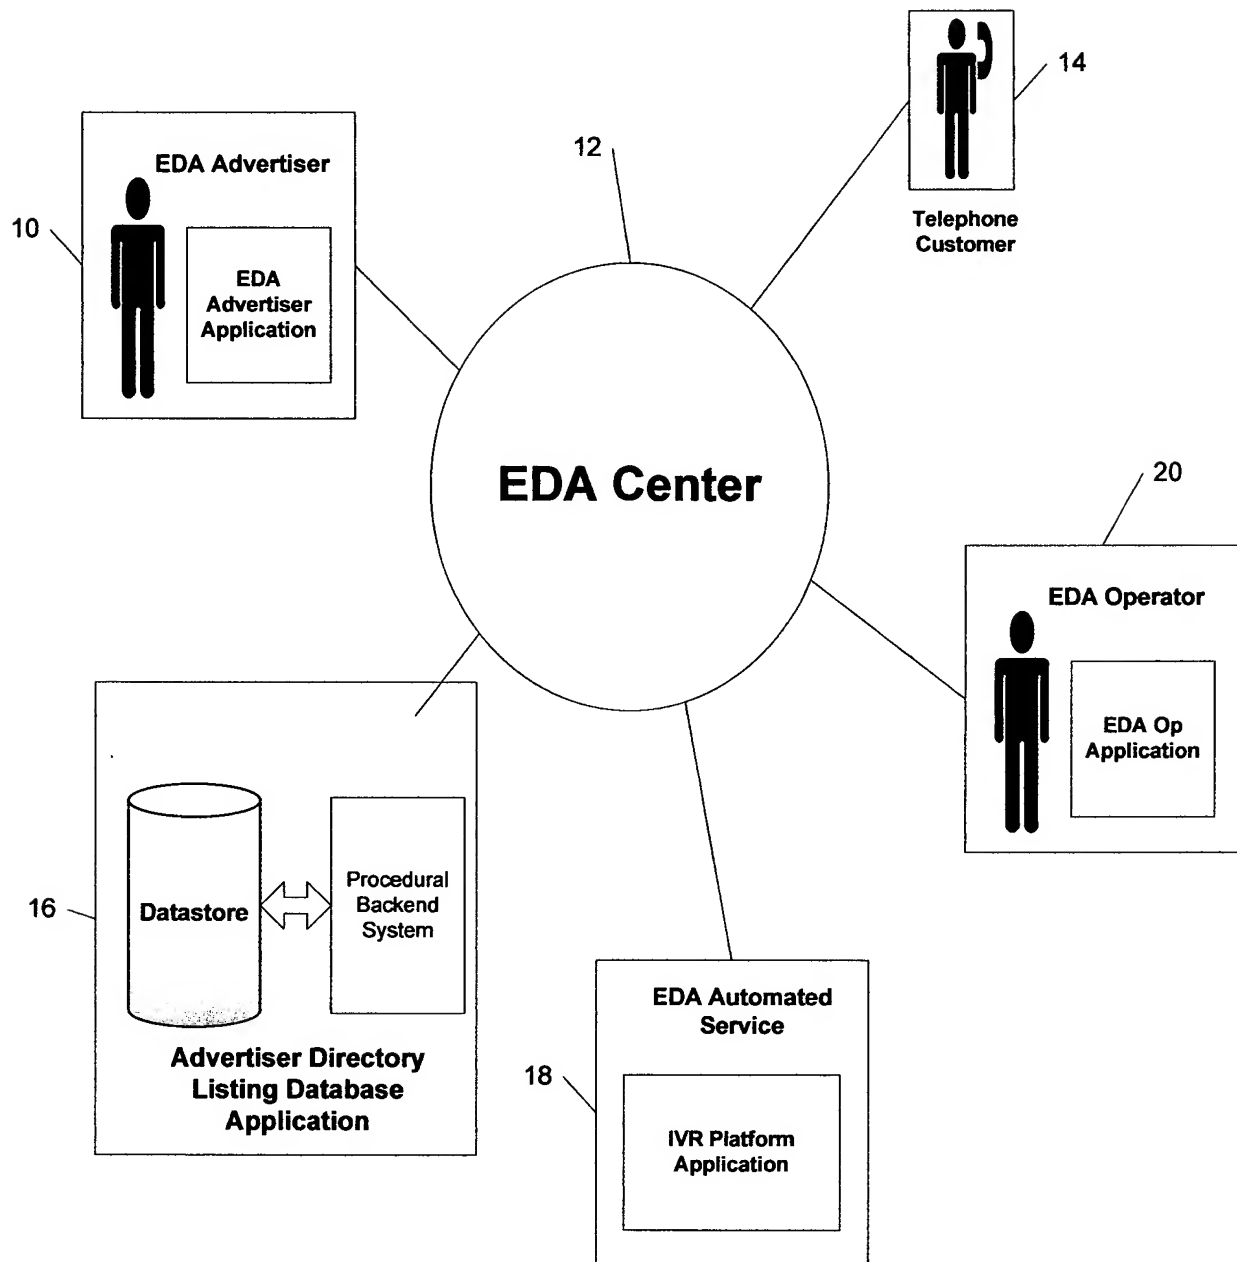 14
12
EDA Advertiser
10
Telephone
Customer
EDA
Advertiser
Application
EDA Center
20
EDA Operator
EDA Op
Application
16
Datastore
Procedural
Backend
System
Advertiser Directory
Listing Database
Application
EDA Automated
Service
18
IVR Platform
Application